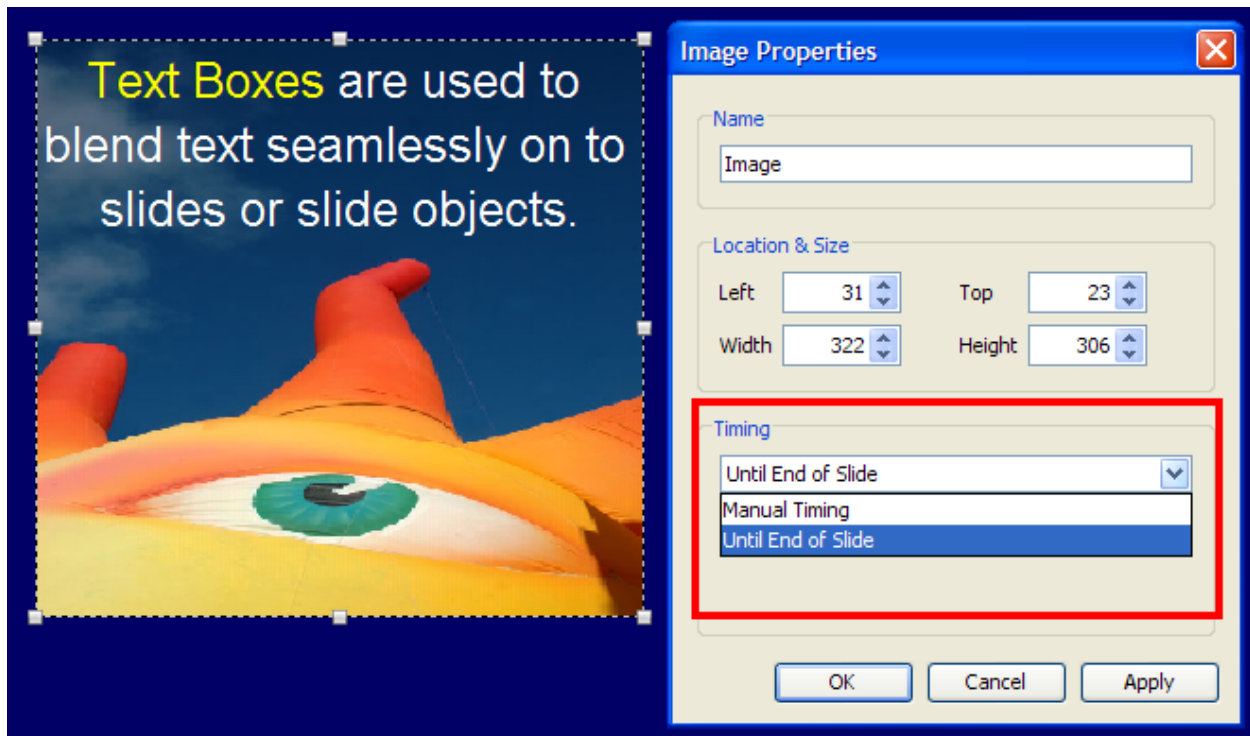 Text Boxes are used to
blend text seamlessly on to
slides or slide objects.
Image Properties
Name
Image
Location & Size
Left 31 Top 23
Width 322 Height 306
Timing
Until End of Slide
Manual Timing
Until End of Slide
OK Cancel Apply